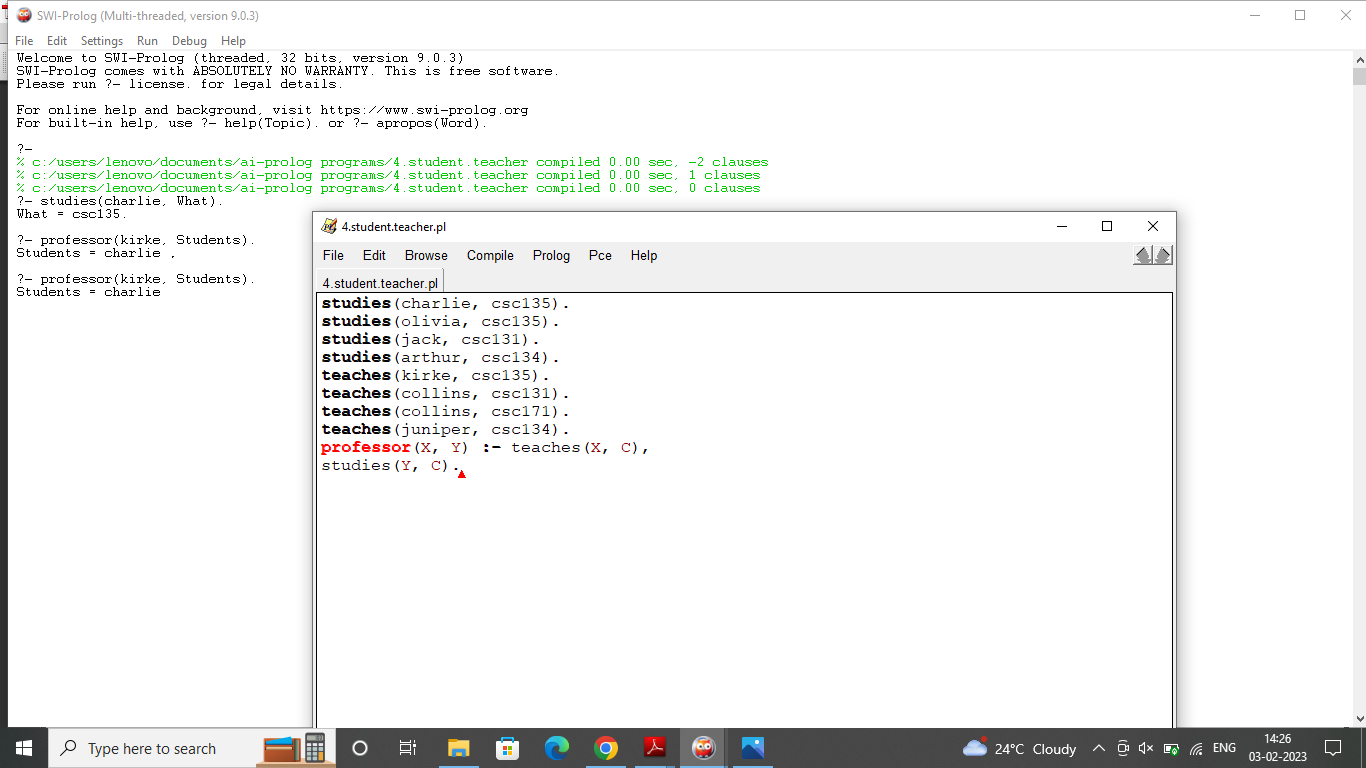 SWI-Prolog (Multi-threaded, version 9.0.3)
File Edit Settings Run Debug Help
Welcome to SWI-Prolog (threaded, 32 bits, version 9.0.3)
SWI-Prolog comes with ABSOLUTELY NO WARRANTY. This is free software.
Please run ?- license. for legal details.
For online help and background, visit https://www.swi-prolog.org
For built-in help, use ?- help(Topic). or ?- apropos(Word).
?-
% c:/users/lenovo/documents/ai-prolog programs/4.student.teacher compiled 0.00 sec, -2 clauses
% c:/users/lenovo/documents/ai-prolog programs/4.student.teacher compiled 0.00 sec, 1 clauses
% c:/users/lenovo/documents/ai-prolog programs/4.student.teacher compiled 0.00 sec, 0 clauses
?- studies(charlie, What).
What = csc135.
?- professor(kirke, Students).
Students = charlie ,
?- professor(kirke, Students).
Students = charlie
4.student.teacher.pl
File Edit Browse Compile Prolog Pce Help
4.student.teacher.pl
studies(charlie, csc135).
studies(olivia, csc135).
studies(jack, csc131).
studies(arthur, csc134).
teaches(kirke, csc135).
teaches(collins, csc131).
teaches(collins, csc171).
teaches(juniper, csc134).
professor(X, Y) :- teaches(X, C),
studies(Y, C).
Type here to search
24°C Cloudy
ENG
14:26
03-02-2023